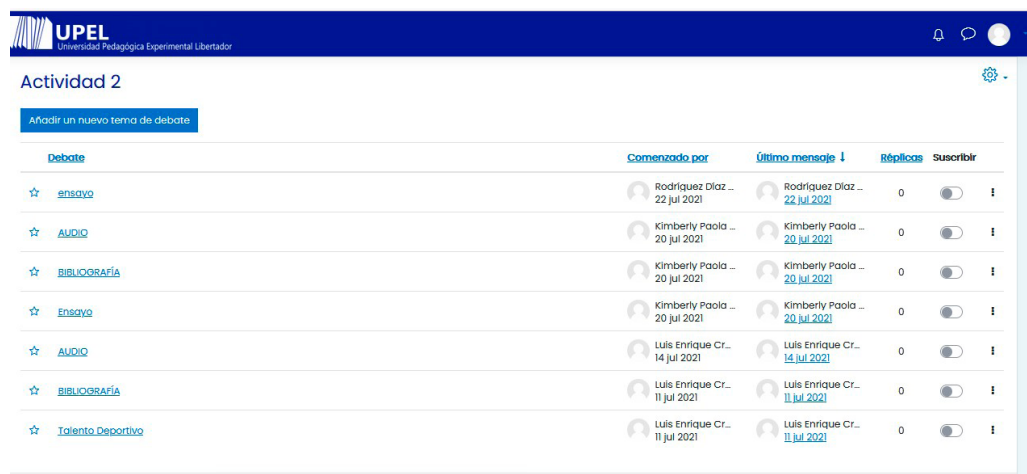 UPEL
Universidad Pedagógica Experimental Libertador
Actividad 2
Añadir un nuevo tema de debate
Debate Comenzado por Último mensaje ↓ Réplicas Suscribir
ensayo Rodríguez Díaz ... Rodríguez Díaz ... 0
22 jul 2021 22 jul 2021
AUDIO Kimberly Paola ... Kimberly Paola ... 0
20 jul 2021 20 jul 2021
BIBLIOGRAFÍA Kimberly Paola ... Kimberly Paola ... 0
20 jul 2021 20 jul 2021
Ensayo Kimberly Paola ... Kimberly Paola ... 0
20 jul 2021 20 jul 2021
AUDIO Luis Enrique Cr... Luis Enrique Cr... 0
14 jul 2021 14 jul 2021
BIBLIOGRAFÍA Luis Enrique Cr... Luis Enrique Cr... 0
11 jul 2021 11 jul 2021
Talento Deportivo Luis Enrique Cr... Luis Enrique Cr... 0
11 jul 2021 11 jul 2021